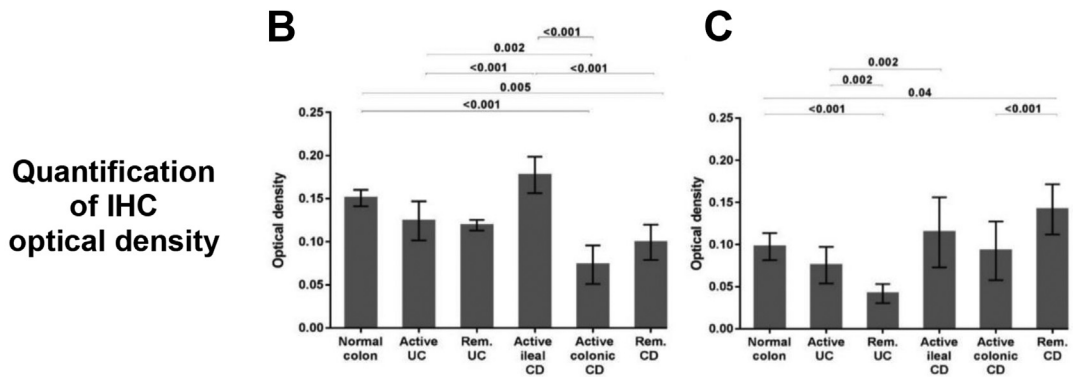 B
C
<0.001
0.002
<0.001
<0.001
0.005
<0.001
0.002
0.002
0.04
<0.001
<0.001
Quantification
of IHC
optical density
Optical density
0.25
0.20
0.15
0.10
0.05
0.00
Normal
colon
Active
UC
Rem.
UC
Active
ileal
CD
Active
colonic
CD
Rem.
CD
Optical density
0.25
0.20
0.15
0.10
0.05
0.00
Normal
colon
Active
UC
Rem.
UC
Active
ileal
CD
Active
colonic
CD
Rem.
CD